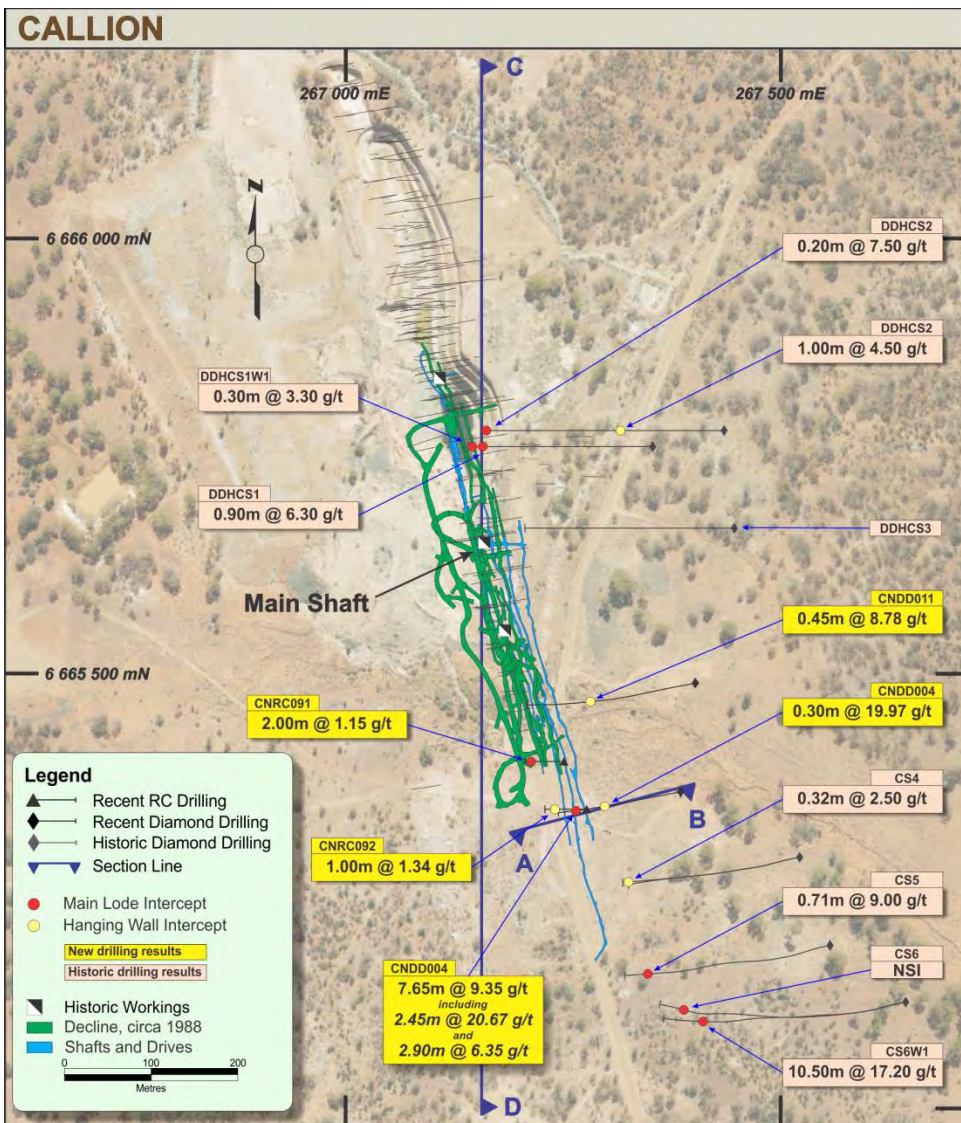 CALLION
C
267 000 mE
267 500 mE
N
6 666 000 mN
DDHCS2
0.20m @ 7.50 g/t
DDHCS2
1.00m @ 4.50 g/t
DDHCS1W1
0.30m @ 3.30 g/t
DDHCS1
0.90m @ 6.30 g/t
DDHCS3
Main Shaft
CNDD011
0.45m @ 8.78 g/t
6 665 500 mN
CNRC091
2.00m @ 1.15 g/t
CNDD004
0.30m @ 19.97 g/t
CS4
0.32m @ 2.50 g/t
B
A
CNRC092
1.00m @ 1.34 g/t
CS5
0.71m @ 9.00 g/t
CS6
NSI
CNDD004
7.65m @ 9.35 g/t
including
2.45m @ 20.67 g/t
and
2.90m @ 6.35 g/t
CS6W1
10.50m @ 17.20 g/t
D
Legend
Recent RC Drilling
Recent Diamond Drilling
Historic Diamond Drilling
Section Line
Main Lode Intercept
Hanging Wall Intercept
New drilling results
Historic drilling results
Historic Workings
Decline, circa 1988
Shafts and Drives
0 100 200
Metres